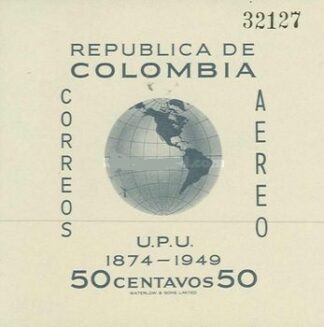 32127
REPUBLICA DE
COLOMBIA
CORREOS
AEREO
U.P.U.
1874-1949
50 CENTAVOS 50
WATERLOW & SONS LIMITED